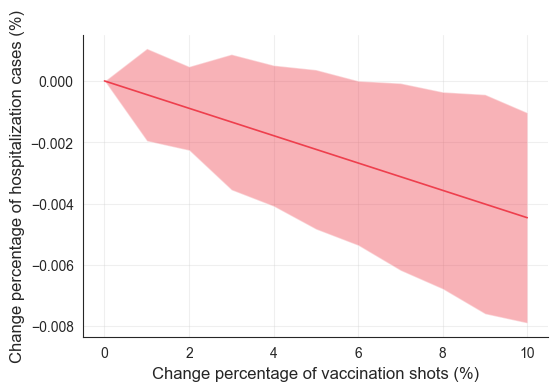 Change percentage of hospitalization cases (%)
0.000
−0.002
−0.004
−0.006
−0.008
0 2 4 6 8 10
Change percentage of vaccination shots (%)